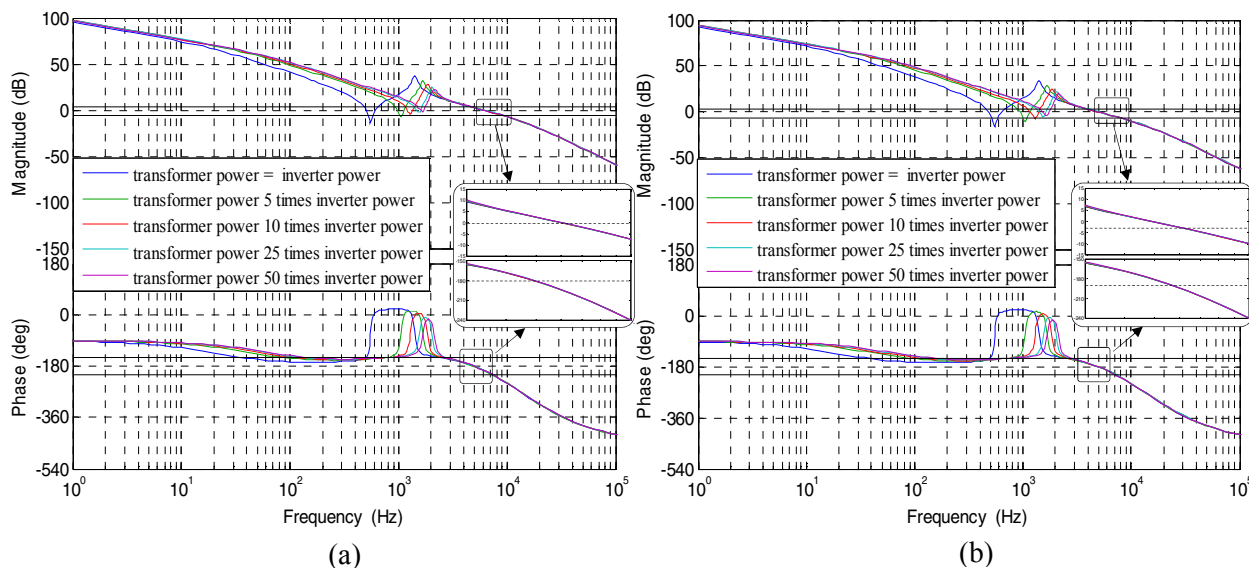 100
50
0
-50
-100
-150
180
0
-180
-360
-540
Magnitude (dB)
Phase (deg)
transformer power = inverter power
transformer power 5 times inverter power
transformer power 10 times inverter power
transformer power 25 times inverter power
transformer power 50 times inverter power
10^0 10^1 10^2 10^3 10^4 10^5
Frequency (Hz)
(a)
100
50
0
-50
-100
-150
180
0
-180
-360
-540
Magnitude (dB)
Phase (deg)
transformer power = inverter power
transformer power 5 times inverter power
transformer power 10 times inverter power
transformer power 25 times inverter power
transformer power 50 times inverter power
10^0 10^1 10^2 10^3 10^4 10^5
Frequency (Hz)
(b)